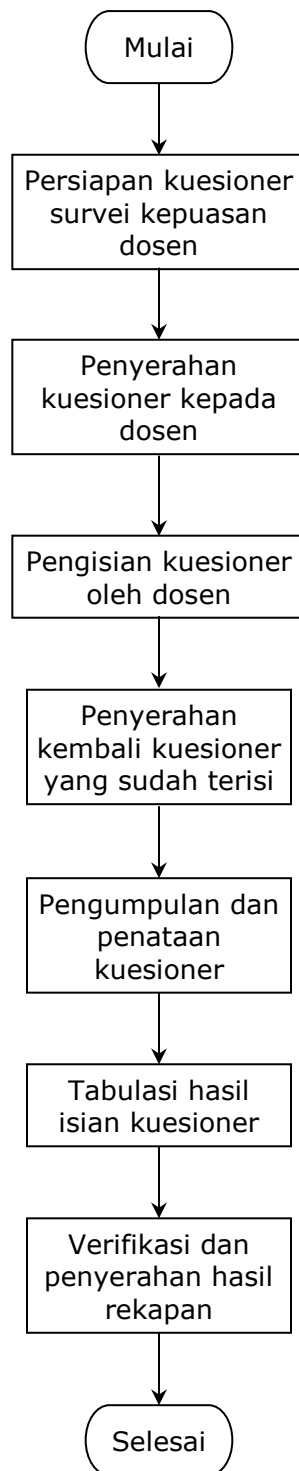 Mulai
Persiapan kuesioner
survei kepuasan
dosen
Penyerahan
kuesioner kepada
dosen
Pengisian kuesioner
oleh dosen
Penyerahan
kembali kuesioner
yang sudah terisi
Pengumpulan dan
penataan
kuesioner
Tabulasi hasil
isian kuesioner
Verifikasi dan
penyerahan hasil
rekapan
Selesai